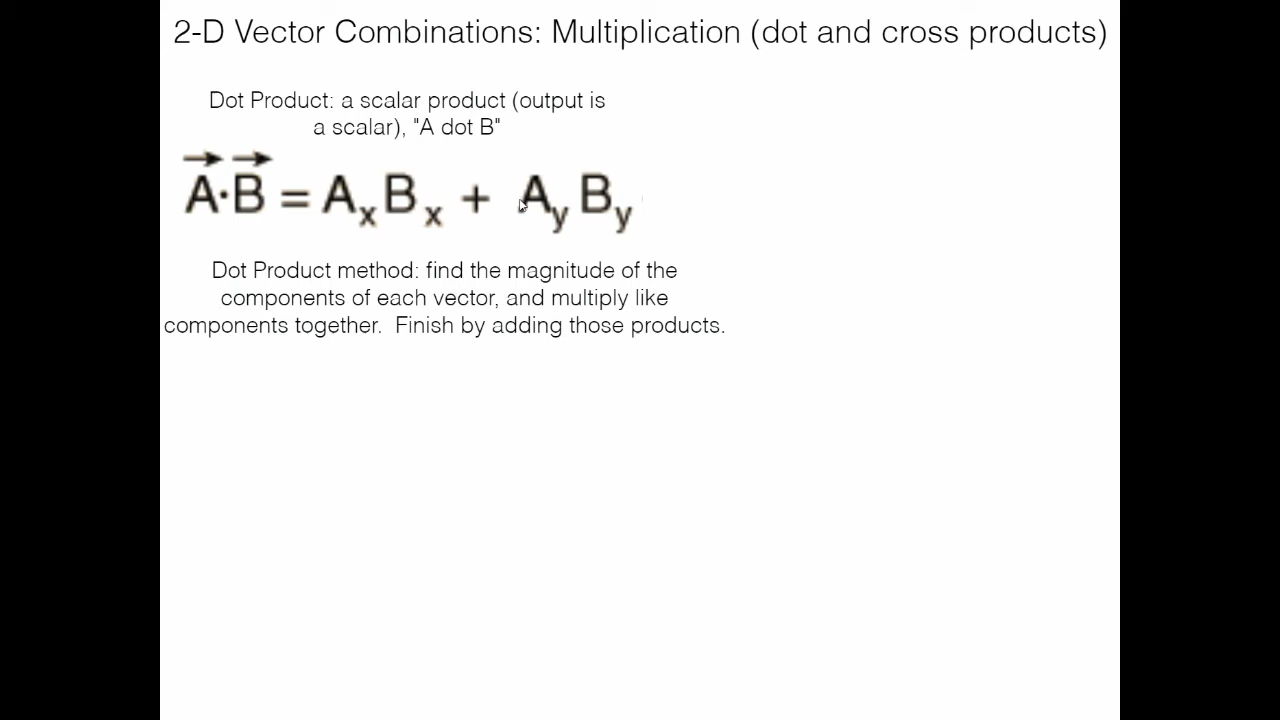 2-D Vector Combinations: Multiplication (dot and cross products)
Dot Product: a scalar product (output is
a scalar), "A dot B"
A⃗·B⃗ = AₓBₓ + A_yB_y
Dot Product method: find the magnitude of the
components of each vector, and multiply like
components together.  Finish by adding those products.